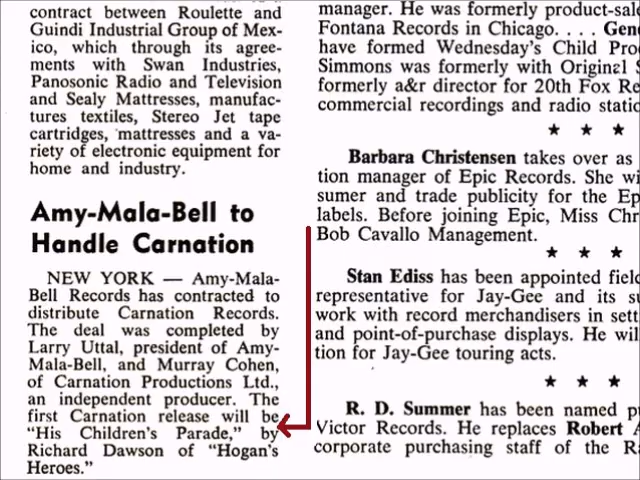 contract between Roulette and
Guindi Industrial Group of Mex-
ico, which through its agree-
ments with Swan Industries,
Panosonic Radio and Television
and Sealy Mattresses, manufac-
tures textiles, Stereo Jet tape
cartridges, mattresses and a va-
riety of electronic equipment for
home and industry.
Amy-Mala-Bell to
Handle Carnation
NEW YORK — Amy-Mala-
Bell Records has contracted to
distribute Carnation Records.
The deal was completed by
Larry Uttal, president of Amy-
Mala-Bell, and Murray Cohen,
of Carnation Productions Ltd.,
an independent producer. The
first Carnation release will be
"His Children's Parade," by
Richard Dawson of "Hogan's
Heroes."
manager. He was formerly product-sal
Fontana Records in Chicago. . . . Gen
have formed Wednesday's Child Pro
Simmons was formerly with Original S
formerly a&r director for 20th Fox Re
commercial recordings and radio static
★ ★ ★
Barbara Christensen takes over as
tion manager of Epic Records. She wi
sumer and trade publicity for the Ep
labels. Before joining Epic, Miss Chr
Bob Cavallo Management.
★ ★ ★
Stan Ediss has been appointed field
representative for Jay-Gee and its su
work with record merchandisers in sett
and point-of-purchase displays. He wil
tion for Jay-Gee touring acts.
★ ★ ★
R. D. Summer has been named p
Victor Records. He replaces Robert A
corporate purchasing staff of the Ra